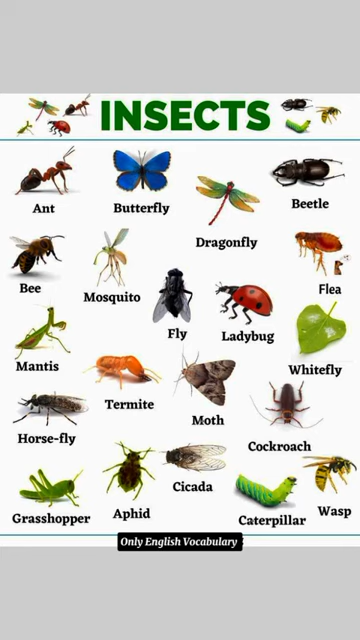 INSECTS
Ant
Butterfly
Dragonfly
Beetle
Bee
Mosquito
Fly
Ladybug
Flea
Mantis
Termite
Moth
Whitefly
Horse-fly
Cockroach
Grasshopper
Aphid
Cicada
Caterpillar
Wasp
Only English Vocabulary